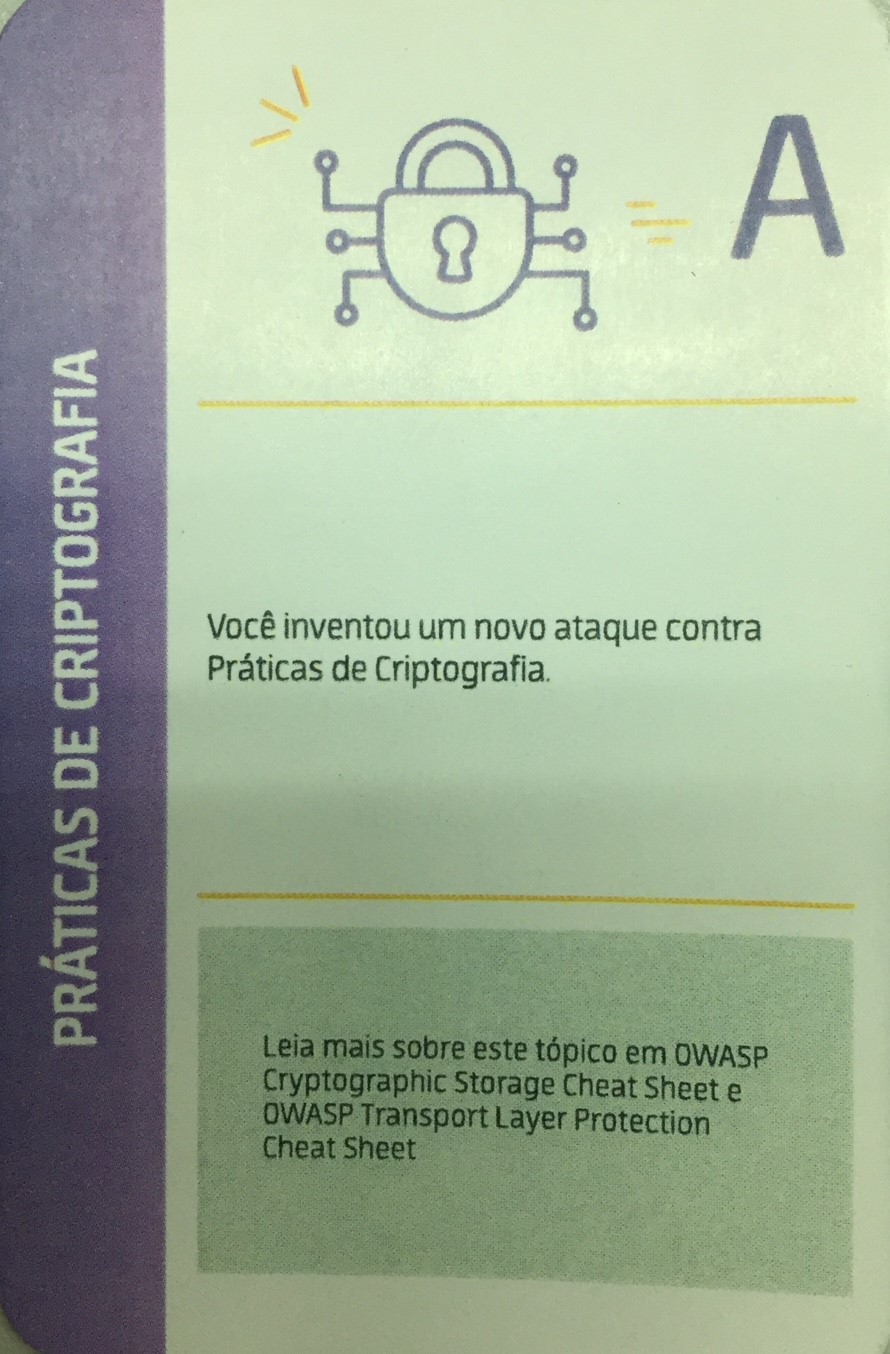 PRÁTICAS DE CRIPTOGRAFIA
A
Você inventou um novo ataque contra
Práticas de Criptografia.
Leia mais sobre este tópico em OWASP
Cryptographic Storage Cheat Sheet e
OWASP Transport Layer Protection
Cheat Sheet